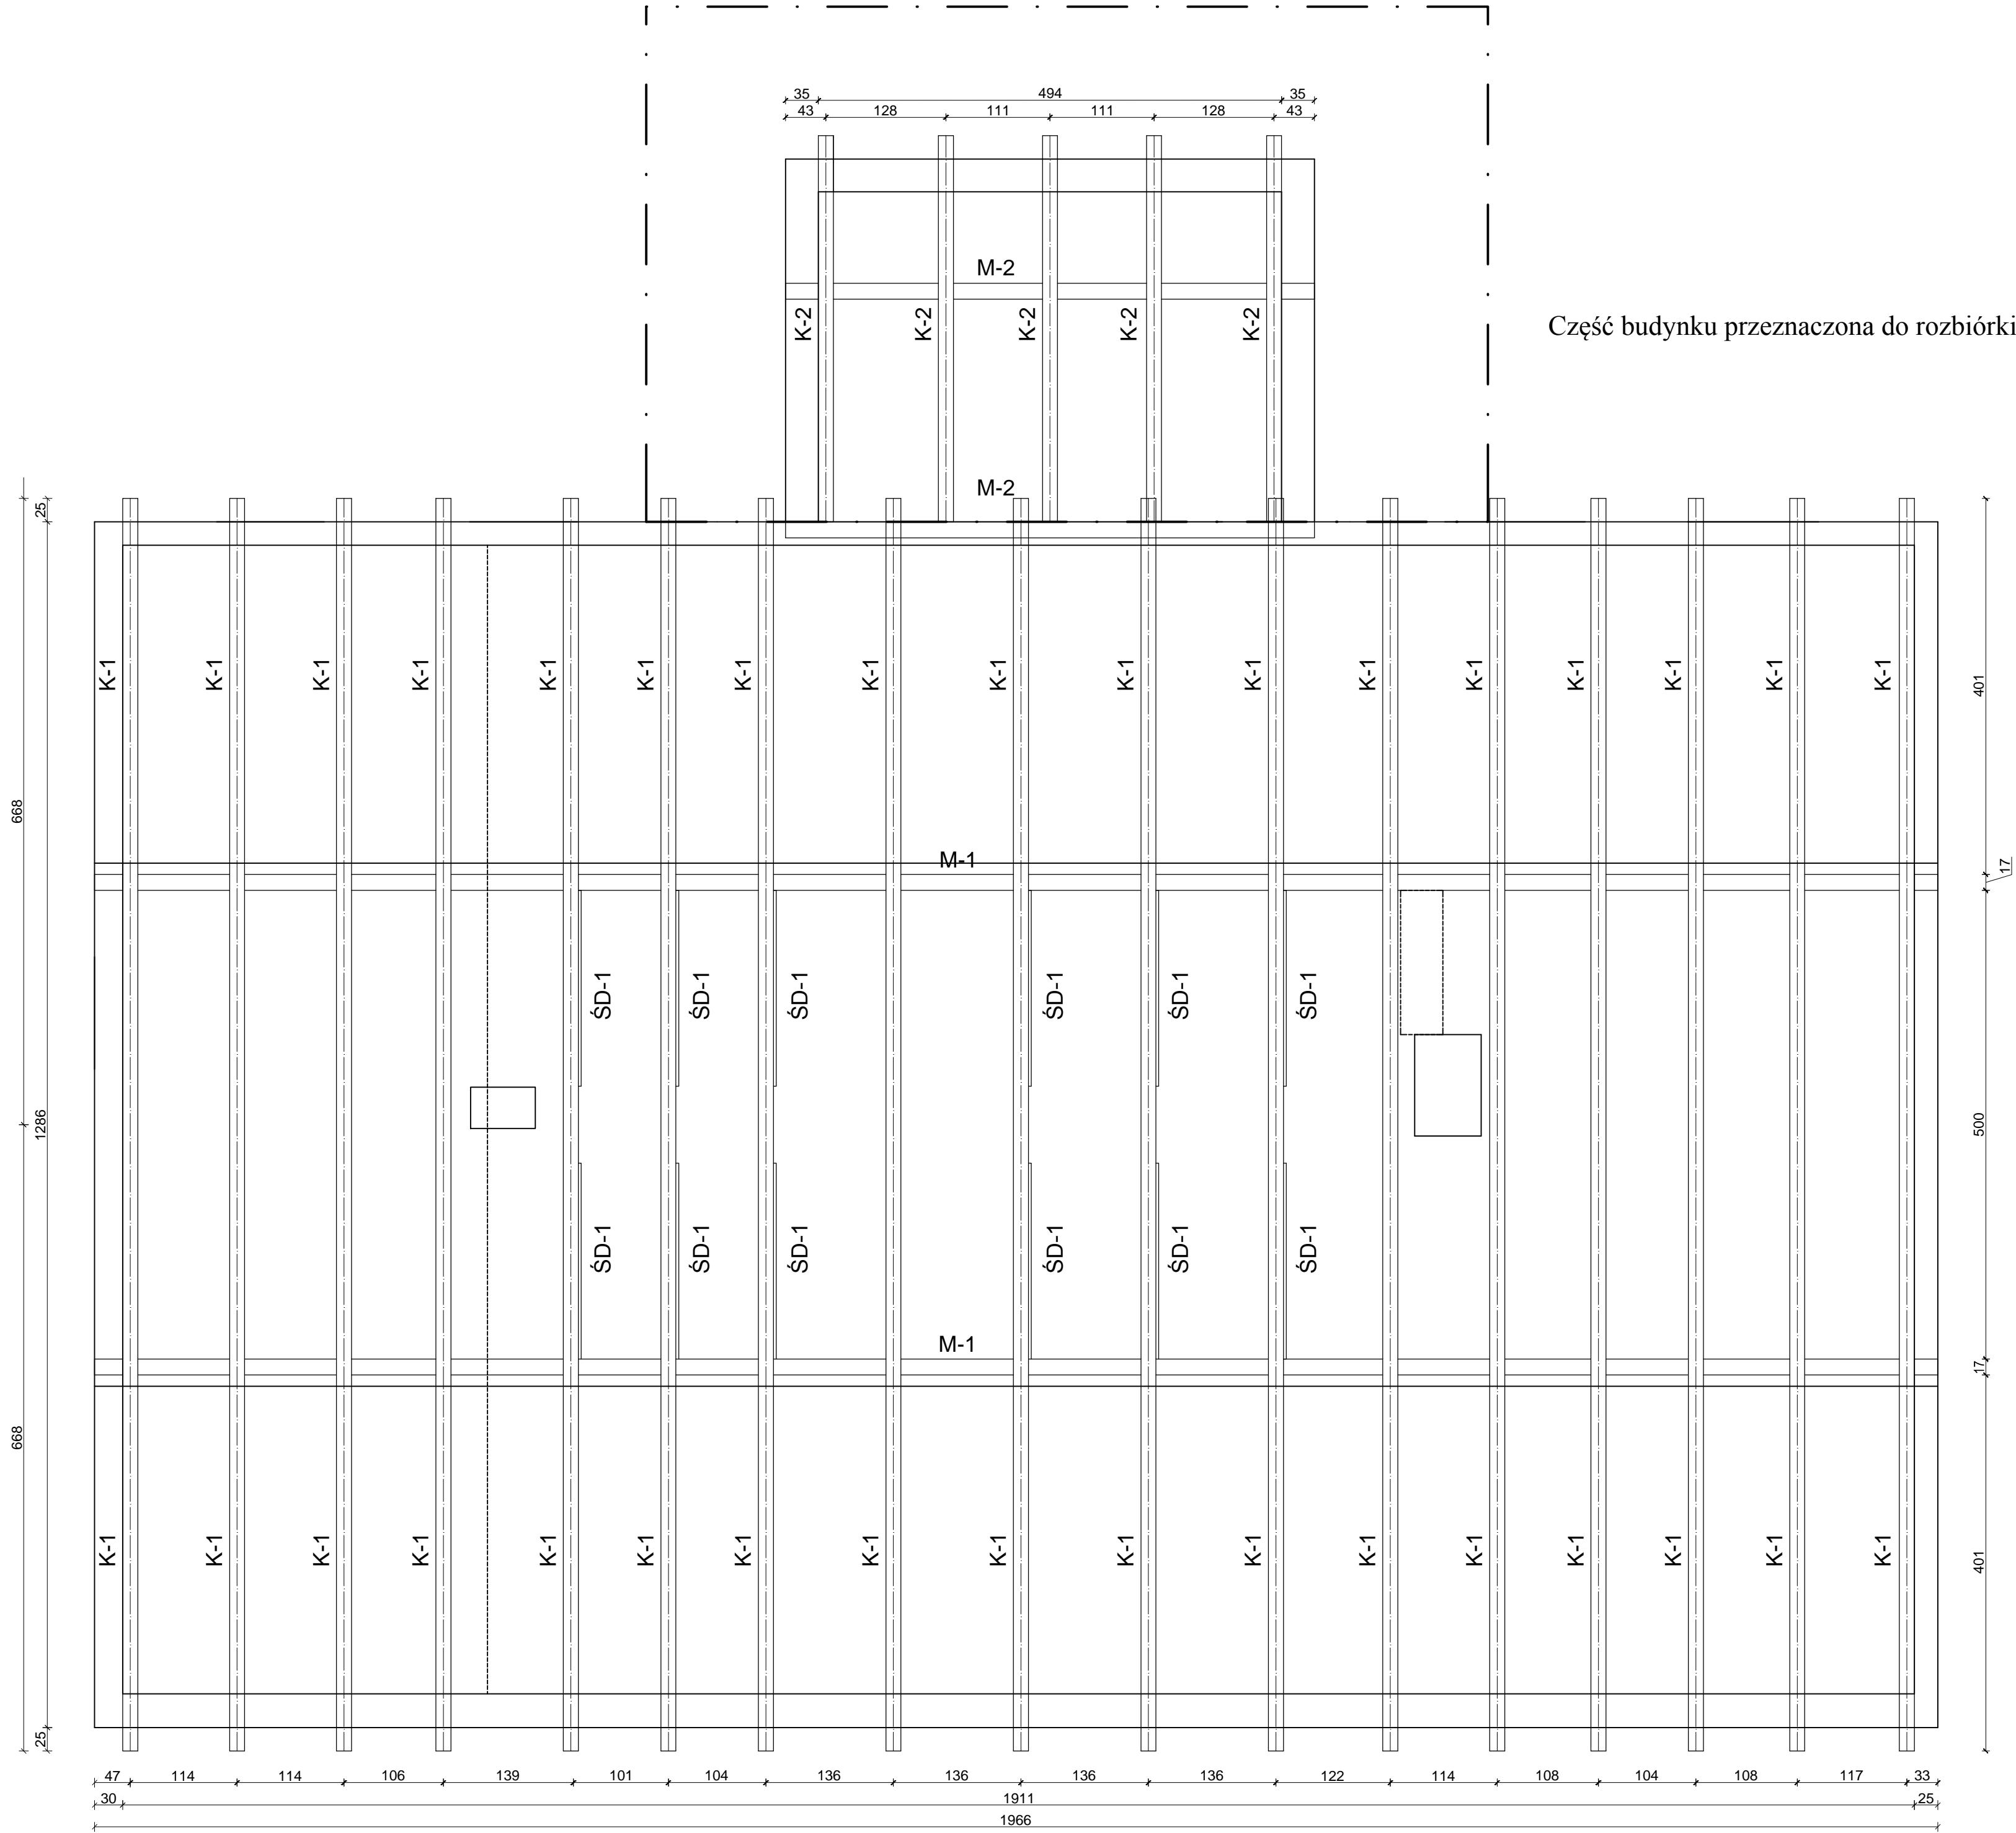 35 494 35
43 128 111 111 128 43
M-2
K-2 K-2 K-2 K-2 K-2
Część budynku przeznaczona do rozbiórki
M-2
25
K-1 K-1 K-1 K-1 K-1 K-1 K-1 K-1 K-1 K-1 K-1 K-1 K-1 K-1 K-1 K-1 K-1
401
668
M-1
17
ŚD-1 ŚD-1 ŚD-1 ŚD-1 ŚD-1 ŚD-1
1286
500
ŚD-1 ŚD-1 ŚD-1 ŚD-1 ŚD-1 ŚD-1
M-1
17
668
K-1 K-1 K-1 K-1 K-1 K-1 K-1 K-1 K-1 K-1 K-1 K-1 K-1 K-1 K-1 K-1 K-1
401
25
47 114 114 106 139 101 104 136 136 136 136 122 114 108 104 108 117 33
30 1911 25
1966